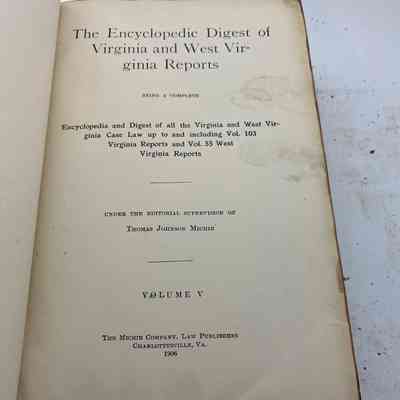 The Encyclopedic Digest of
Virginia and West Vir-
ginia Reports
BEING A COMPLETE
Encyclopedia and Digest of all the Virginia and West Vir-
ginia Case Law up to and including Vol. 103
Virginia Reports and Vol. 55 West
Virginia Reports
UNDER THE EDITORIAL SUPERVISION OF
THOMAS JOHNSON MICHIE
VOLUME V
THE MICHIE COMPANY, LAW PUBLISHERS
CHARLOTTESVILLE, VA.
1906